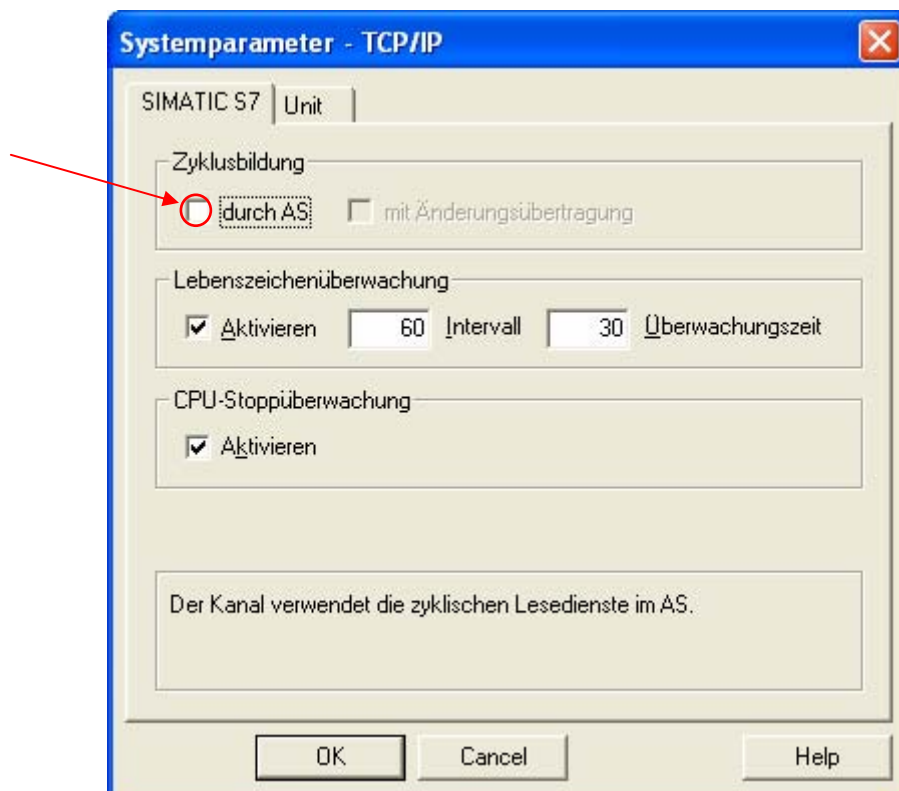 Systemparameter - TCP/IP
SIMATIC S7 Unit
Zyklusbildung
durch AS mit Änderungsübertragung
Lebenszeichenüberwachung
Aktivieren 60 Intervall 30 Überwachungszeit
CPU-Stoppüberwachung
Aktivieren
Der Kanal verwendet die zyklischen Lesedienste im AS.
OK Cancel Help